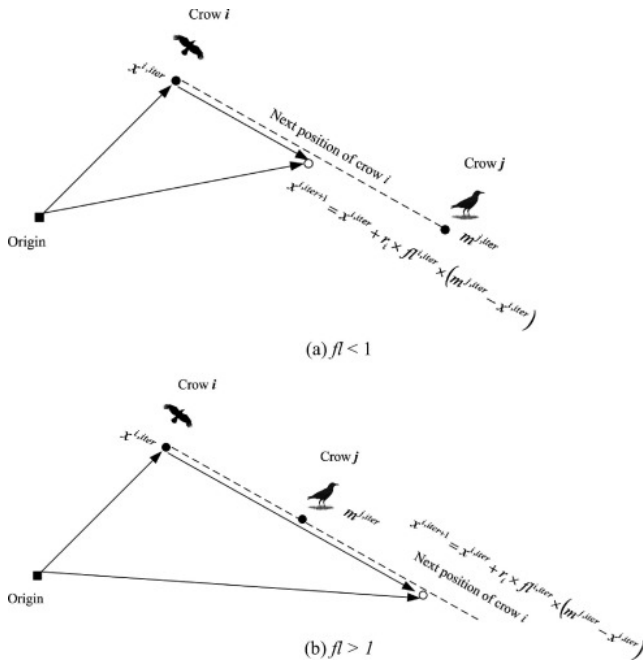 Crow i
x^{i,iter}
Next position of crow i
Crow j
m^{j,iter}
x^{i,iter+1} = x^{i,iter} + r_i × fl^{i,iter} × (m^{j,iter} − x^{i,iter})
Origin
(a) fl < 1
Crow i
x^{i,iter}
Crow j
m^{j,iter}
x^{i,iter+1} = x^{i,iter} + r_i × fl^{i,iter} × (m^{j,iter} − x^{i,iter})
Next position of crow i
Origin
(b) fl > 1